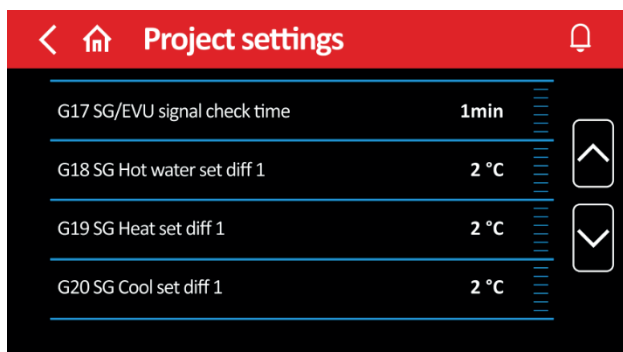 Project settings
G17 SG/EVU signal check time 1min
G18 SG Hot water set diff 1 2 °C
G19 SG Heat set diff 1 2 °C
G20 SG Cool set diff 1 2 °C